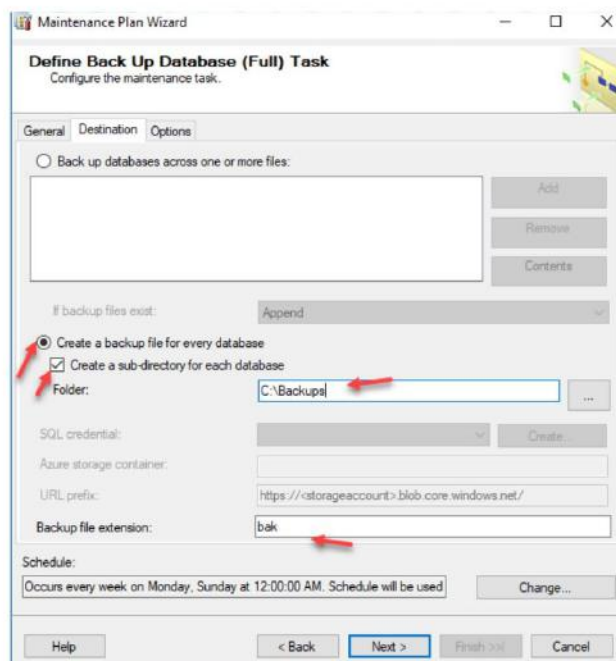 Maintenance Plan Wizard
Define Back Up Database (Full) Task
Configure the maintenance task.
General Destination Options
Back up databases across one or more files:
Add
Remove
Contents
If backup files exist: Append
Create a backup file for every database
Create a sub-directory for each database
Folder: C:\Backups ...
SQL credential: Create...
Azure storage container:
URL prefix: https://<storageaccount>.blob.core.windows.net/
Backup file extension: bak
Schedule:
Occurs every week on Monday, Sunday at 12:00:00 AM. Schedule will be used Change...
Help < Back Next > Finish >>| Cancel